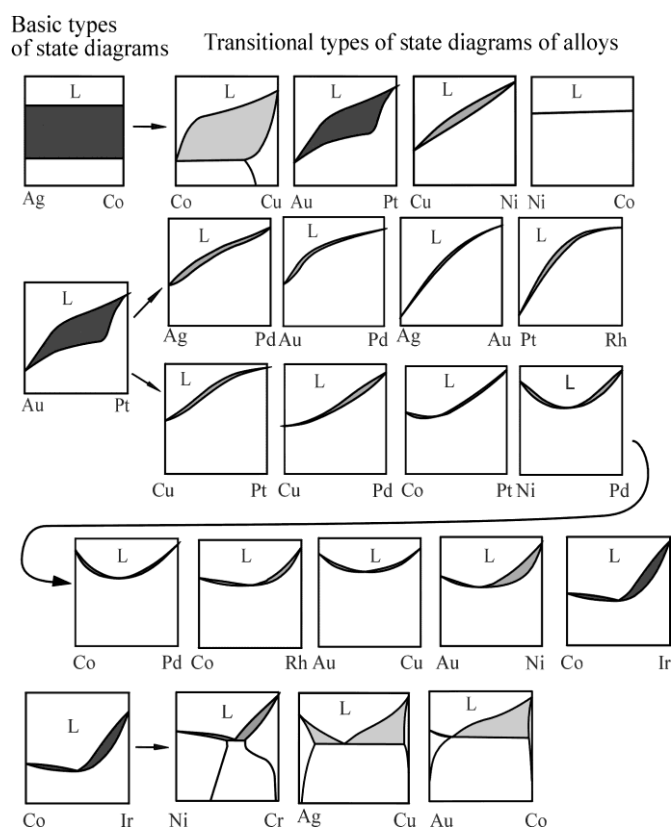 Basic types
of state diagrams
Transitional types of state diagrams of alloys
L L L L L
Ag Co Co Cu Au Pt Cu Ni Ni Co
L L L L
L
Ag Pd Au Pd Ag Au Pt Rh
Au Pt
L L L L
Cu Pt Cu Pd Co Pt Ni Pd
L L L L L
Co Pd Co Rh Au Cu Au Ni Co Ir
L L L L
Co Ir Ni Cr Ag Cu Au Co